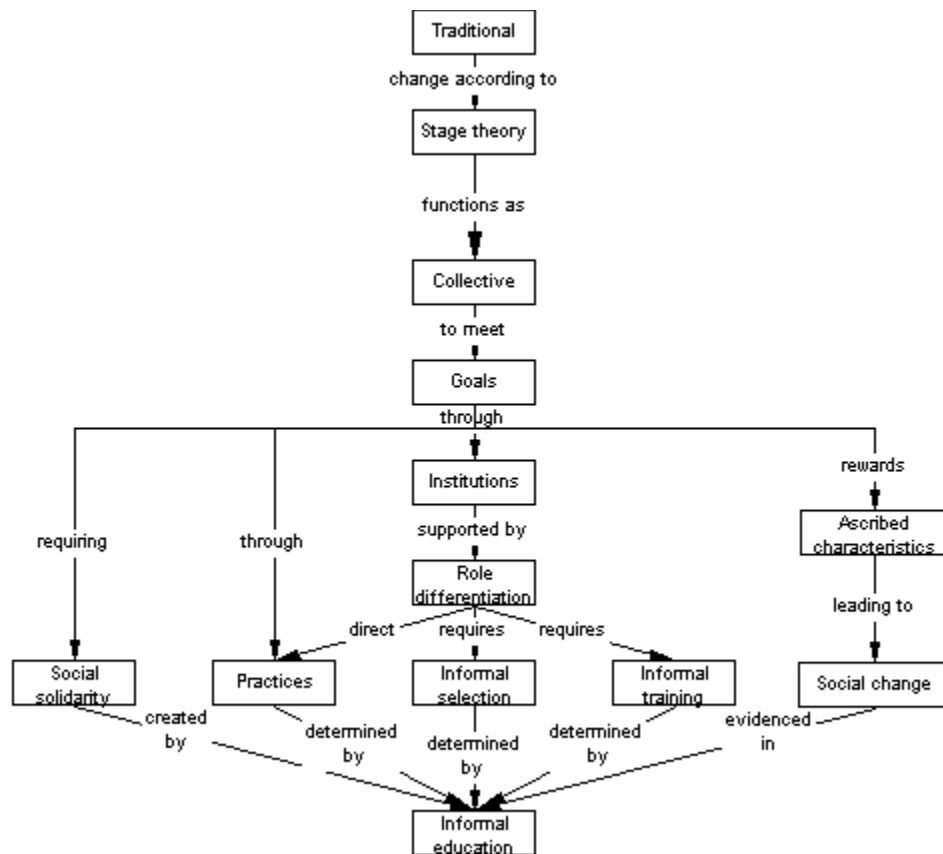 Traditional
change according to
Stage theory
functions as
Collective
to meet
Goals
through
Institutions
rewards
supported by
Ascribed
characteristics
requiring
through
Role
differentiation
leading to
direct
requires
requires
Social
solidarity
Practices
Informal
selection
Informal
training
Social change
created
by
determined
by
determined
by
determined
by
evidenced
in
Informal
education